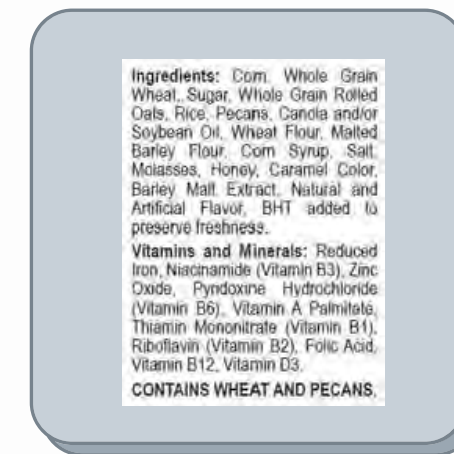 Ingredients: Corn, Whole Grain
Wheat, Sugar, Whole Grain Rolled
Oats, Rice, Pecans, Canola and/or
Soybean Oil, Wheat Flour, Malted
Barley Flour, Corn Syrup, Salt,
Molasses, Honey, Caramel Color,
Barley Malt Extract, Natural and
Artificial Flavor, BHT added to
preserve freshness.
Vitamins and Minerals: Reduced
Iron, Niacinamide (Vitamin B3), Zinc
Oxide, Pyridoxine Hydrochloride
(Vitamin B6), Vitamin A Palmitate,
Thiamin Mononitrate (Vitamin B1),
Riboflavin (Vitamin B2), Folic Acid,
Vitamin B12, Vitamin D3.
CONTAINS WHEAT AND PECANS.